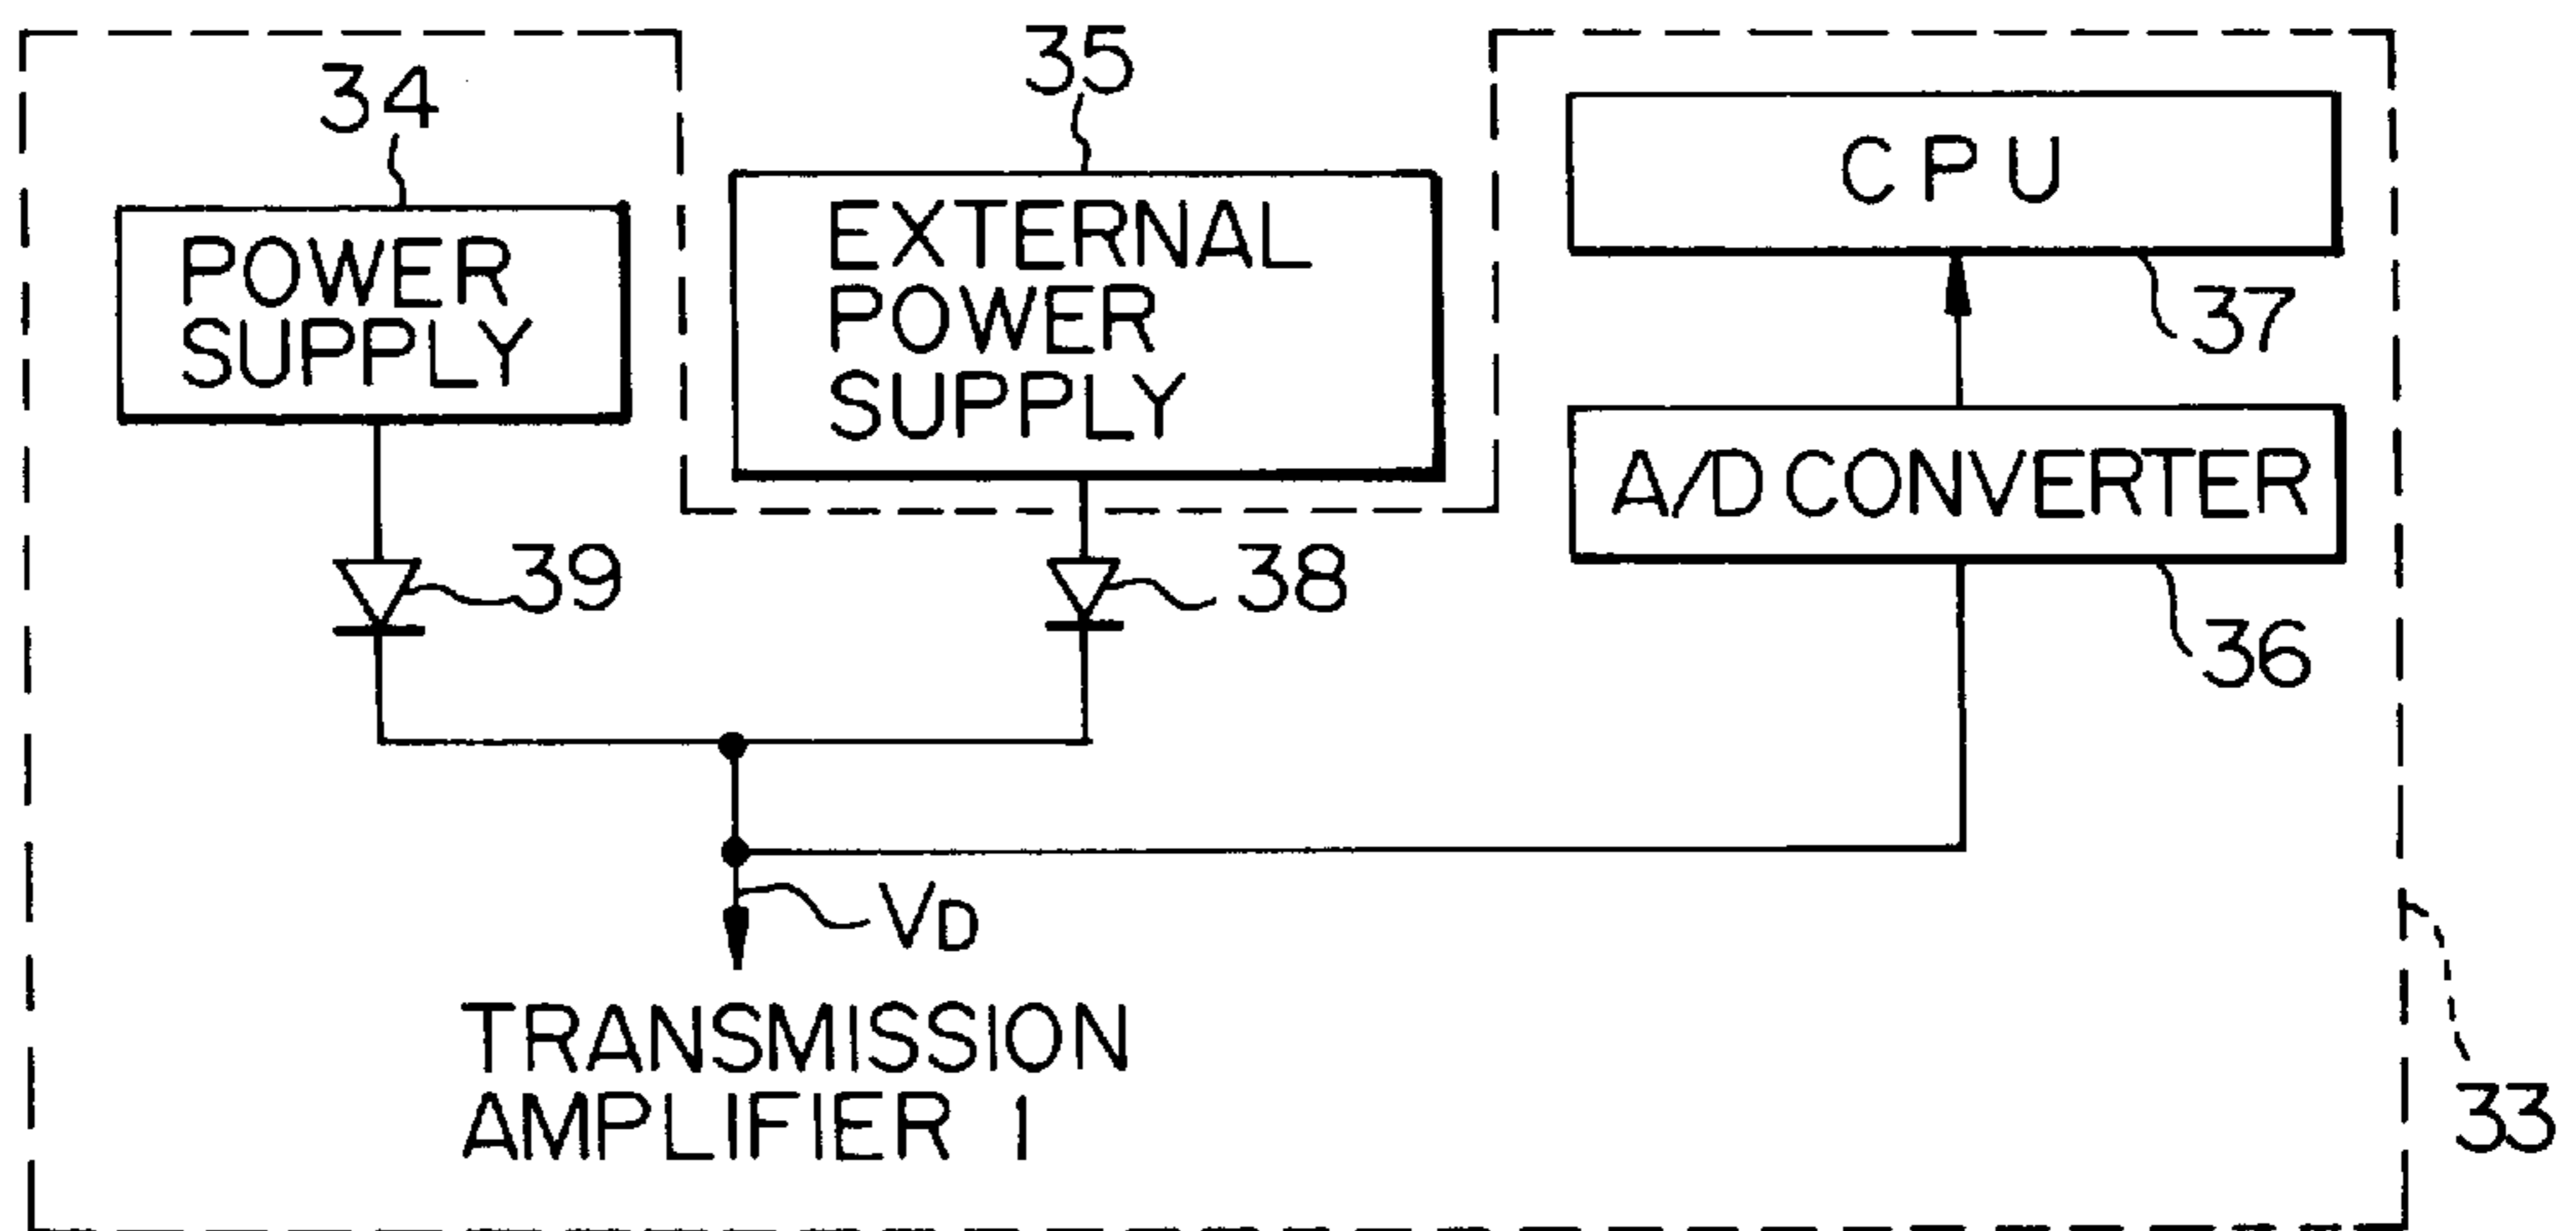 34
POWER
SUPPLY
35
EXTERNAL
POWER
SUPPLY
CPU
37
A/D CONVERTER
36
39
38
VD
TRANSMISSION
AMPLIFIER 1
33